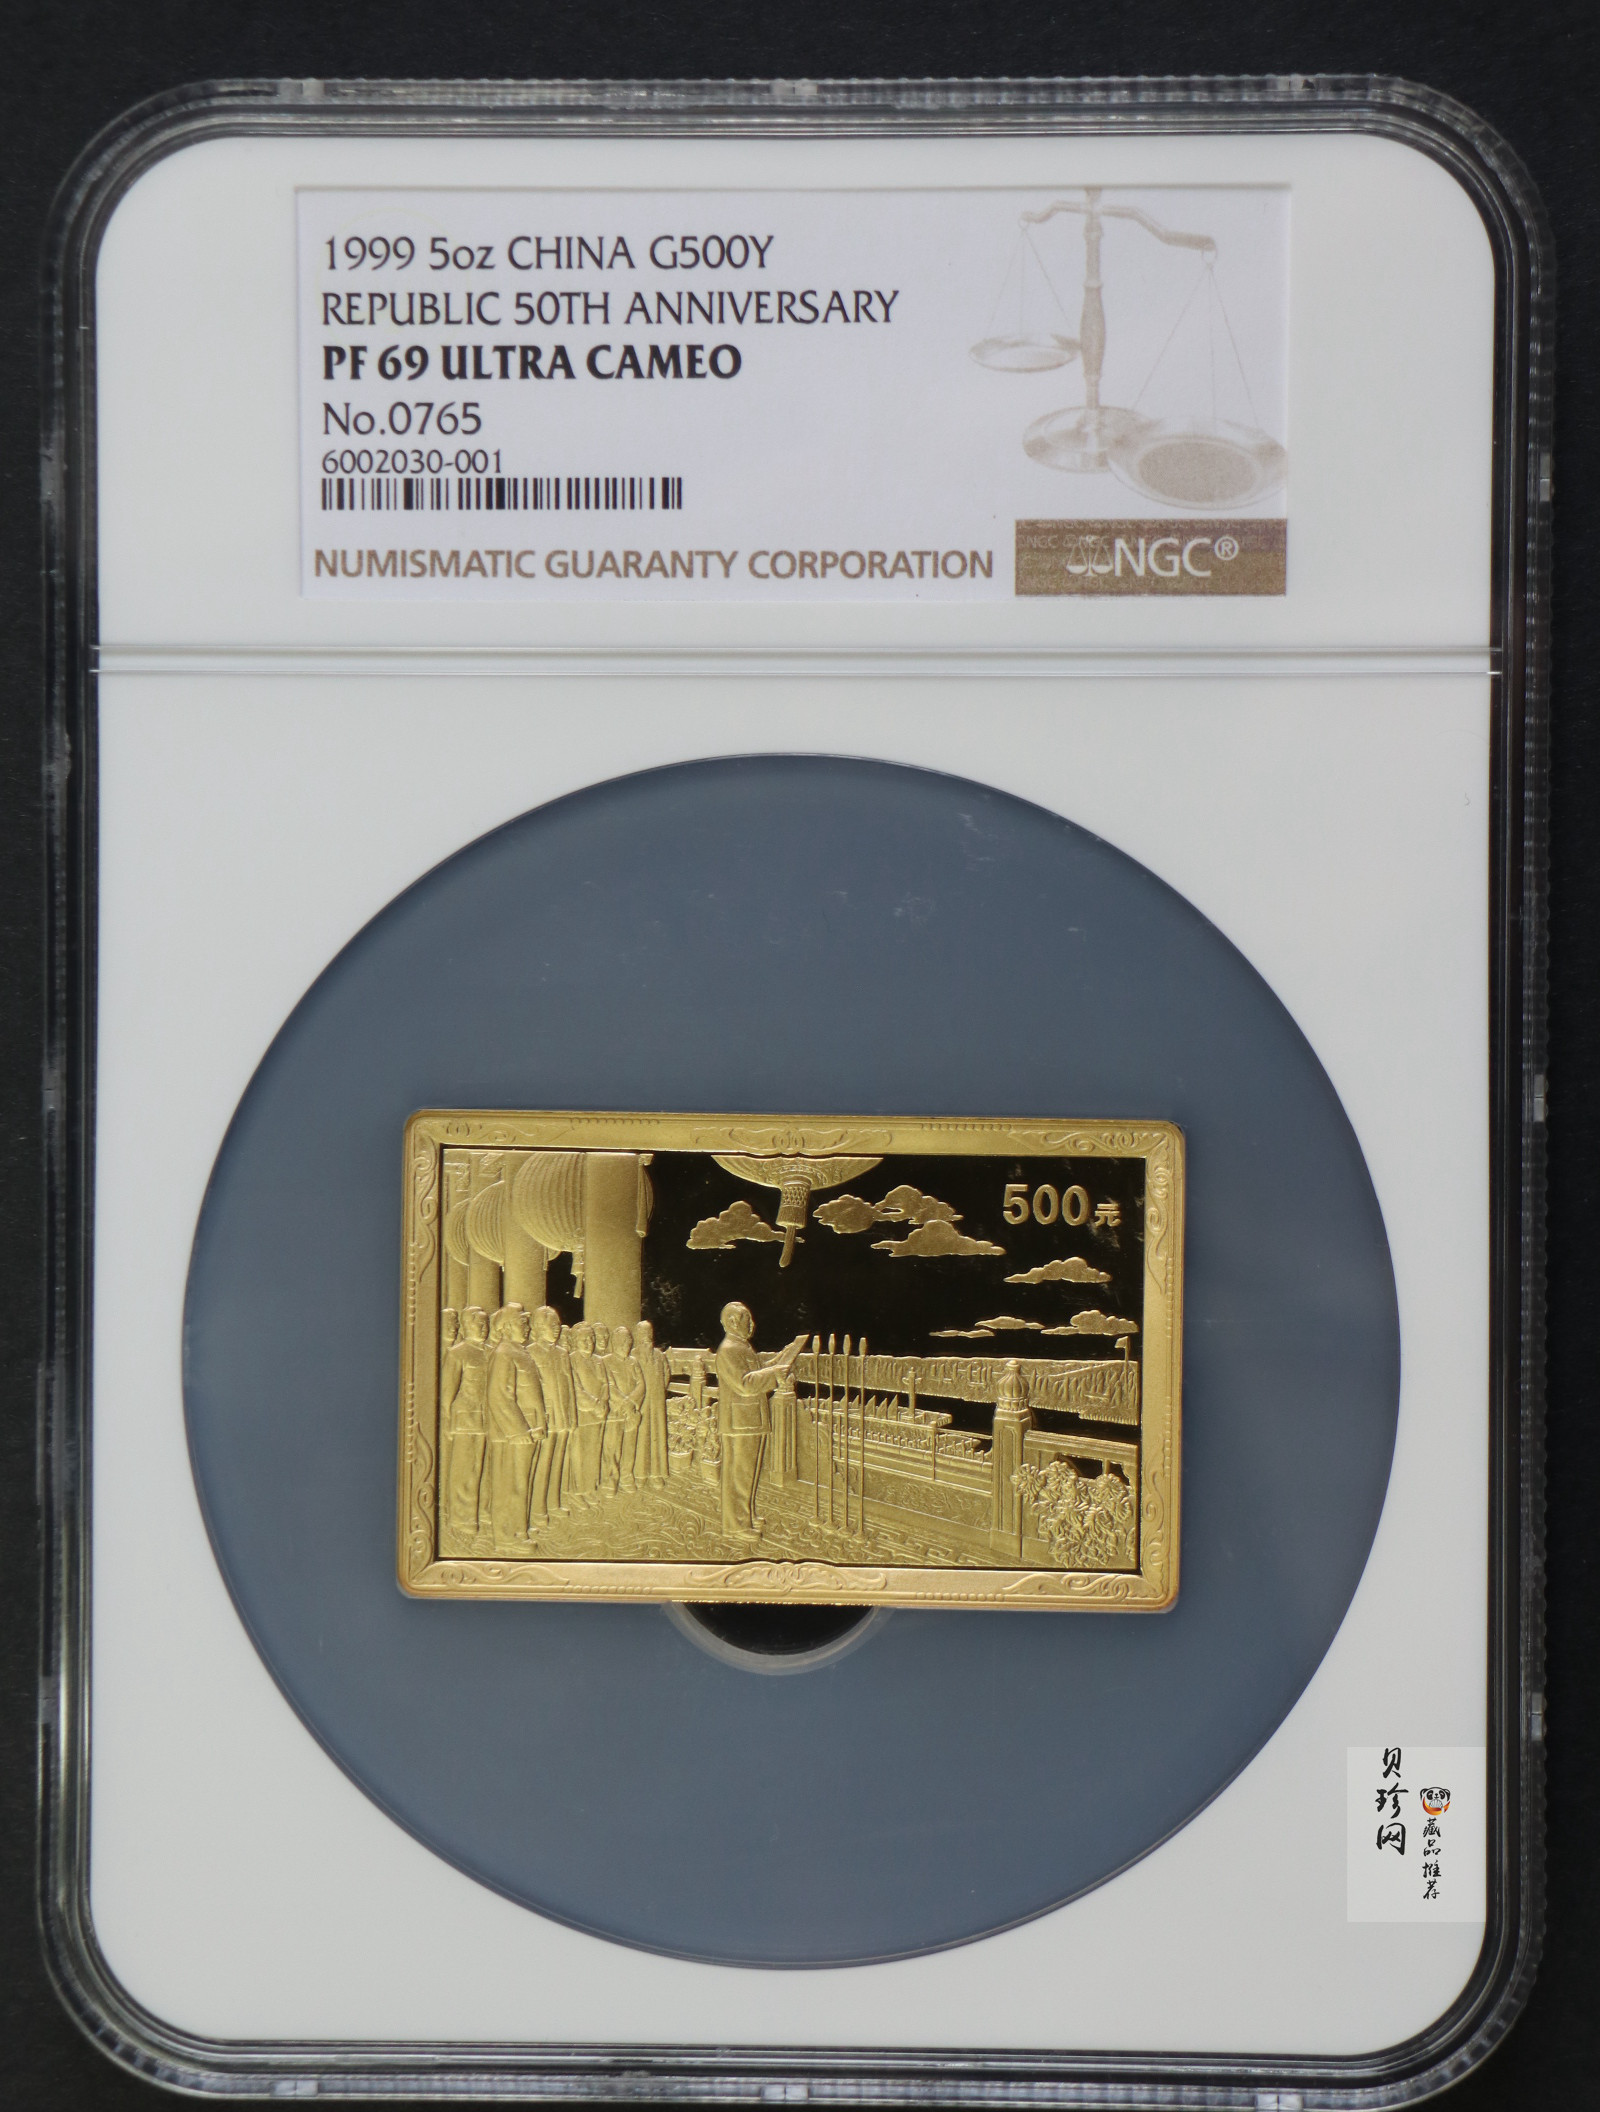 1999 5oz CHINA G500Y
REPUBLIC 50TH ANNIVERSARY
PF 69 ULTRA CAMEO
No.0765
6002030-001
NUMISMATIC GUARANTY CORPORATION
NGC®
500元
贝珍网
藏品推荐